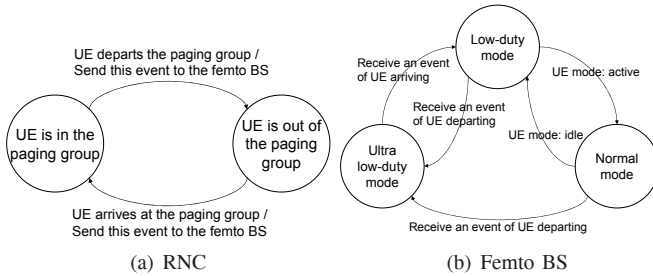 UE departs the paging group /
Send this event to the femto BS
UE is in the
paging group
UE is out of
the paging
group
UE arrives at the paging group /
Send this event to the femto BS
(a) RNC
Low-duty
mode
Receive an event
of UE arriving
UE mode: active
Receive an event
of UE departing
UE mode: idle
Ultra
low-duty
mode
Normal
mode
Receive an event of UE departing
(b) Femto BS